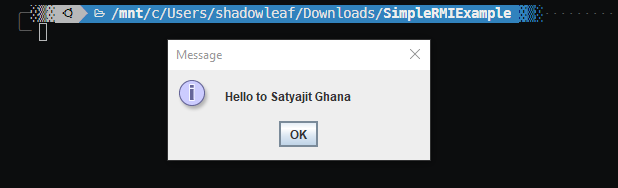 /mnt/c/Users/shadowleaf/Downloads/SimpleRMIExample
Message
Hello to Satyajit Ghana
OK